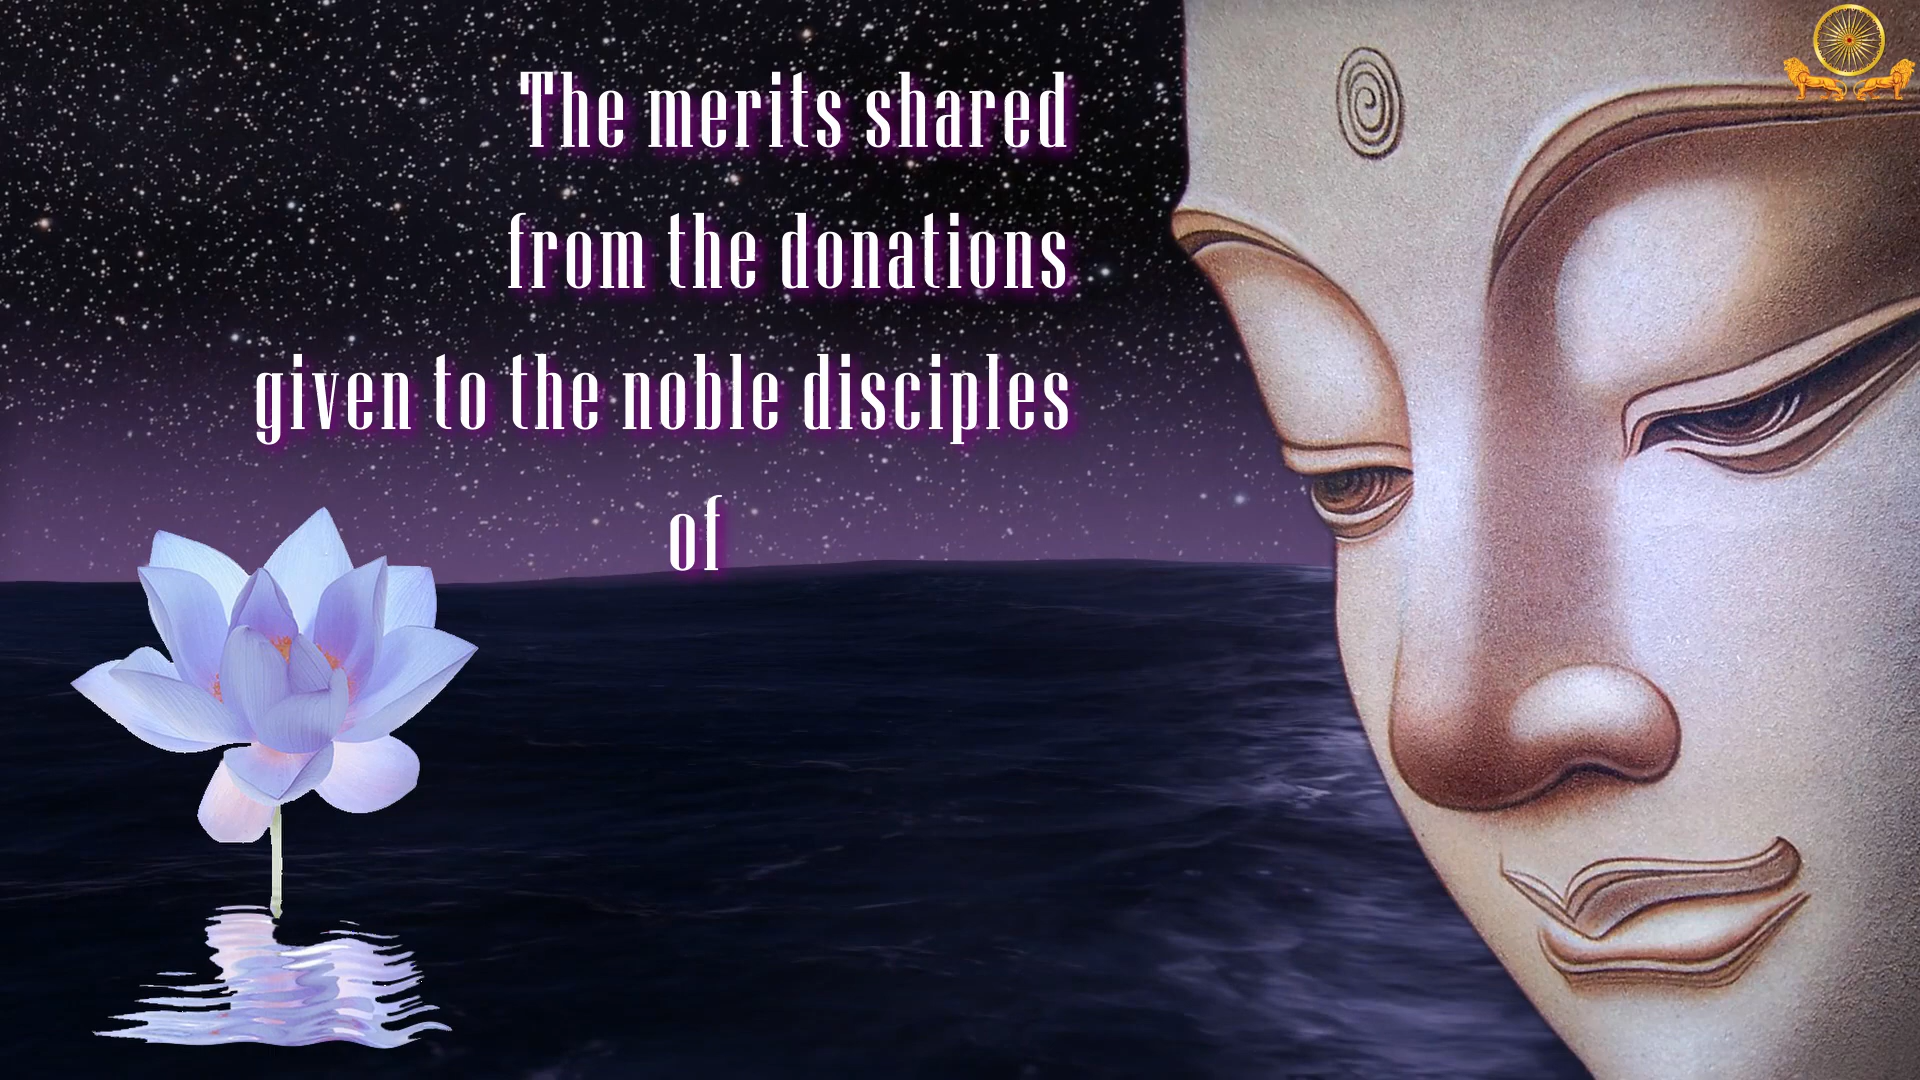 The merits shared
from the donations
given to the noble disciples
of